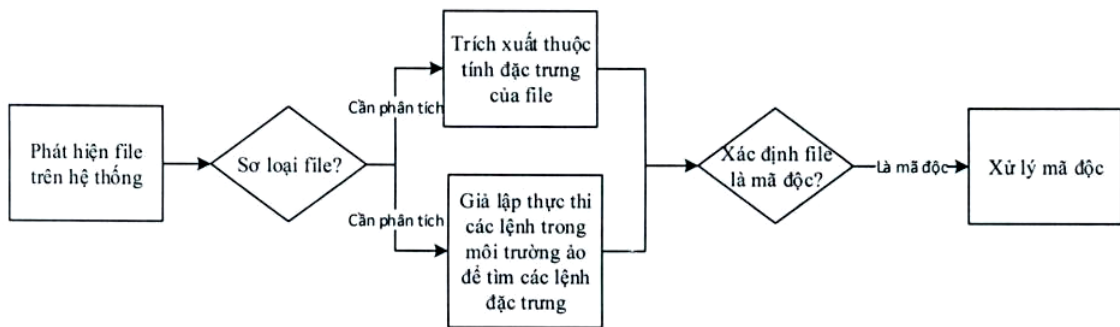 Phát hiện file
trên hệ thống
Sơ loại file?
Cần phân tích
Trích xuất thuộc
tính đặc trưng
của file
Cần phân tích
Giả lập thực thi
các lệnh trong
môi trường ảo
để tìm các lệnh
đặc trưng
Xác định file
là mã độc?
Là mã độc
Xử lý mã độc